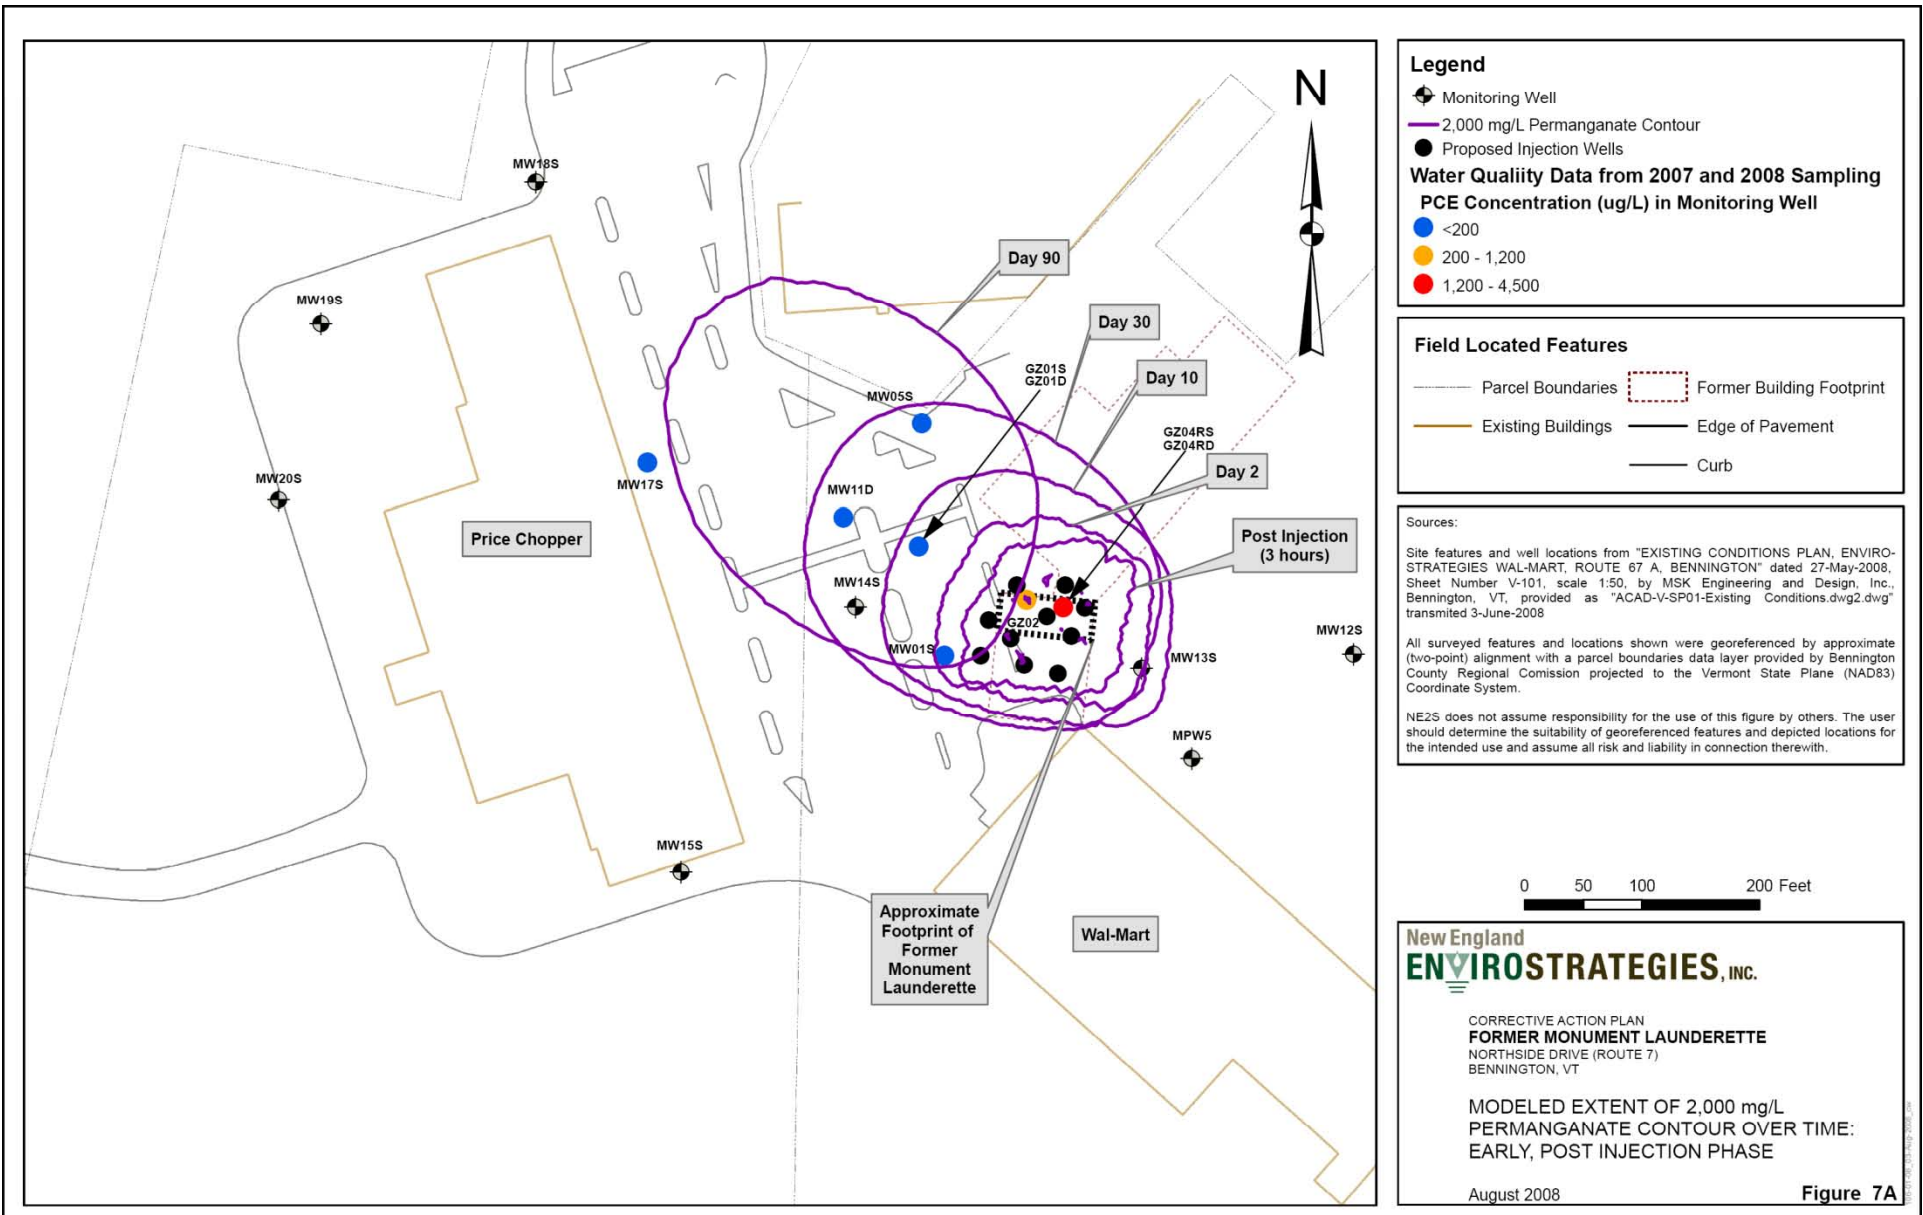 MW18S
MW19S
MW20S
MW17S
MW05S
MW11D
MW14S
MW01S
MW15S
GZ01S
GZ01D
GZ04RS
GZ04RD
GZ02
MW13S
MW12S
MPW5
Day 90
Day 30
Day 10
Day 2
Post Injection
(3 hours)
Price Chopper
Wal-Mart
Approximate
Footprint of
Former
Monument
Launderette
N
Legend
Monitoring Well
2,000 mg/L Permanganate Contour
Proposed Injection Wells
Water Qualiity Data from 2007 and 2008 Sampling
PCE Concentration (ug/L) in Monitoring Well
<200
200 - 1,200
1,200 - 4,500
Field Located Features
Parcel Boundaries
Former Building Footprint
Existing Buildings
Edge of Pavement
Curb
Sources:
Site features and well locations from "EXISTING CONDITIONS PLAN, ENVIRO-
STRATEGIES WAL-MART, ROUTE 67 A, BENNINGTON" dated 27-May-2008,
Sheet Number V-101, scale 1:50, by MSK Engineering and Design, Inc.,
Bennington, VT, provided as "ACAD-V-SP01-Existing Conditions.dwg2.dwg"
transmited 3-June-2008
All surveyed features and locations shown were georeferenced by approximate
(two-point) alignment with a parcel boundaries data layer provided by Bennington
County Regional Comission projected to the Vermont State Plane (NAD83)
Coordinate System.
NE2S does not assume responsibility for the use of this figure by others. The user
should determine the suitability of georeferenced features and depicted locations for
the intended use and assume all risk and liability in connection therewith.
0 50 100 200 Feet
New England
ENVIROSTRATEGIES, INC.
CORRECTIVE ACTION PLAN
FORMER MONUMENT LAUNDERETTE
NORTHSIDE DRIVE (ROUTE 7)
BENNINGTON, VT
MODELED EXTENT OF 2,000 mg/L
PERMANGANATE CONTOUR OVER TIME:
EARLY, POST INJECTION PHASE
August 2008
Figure 7A